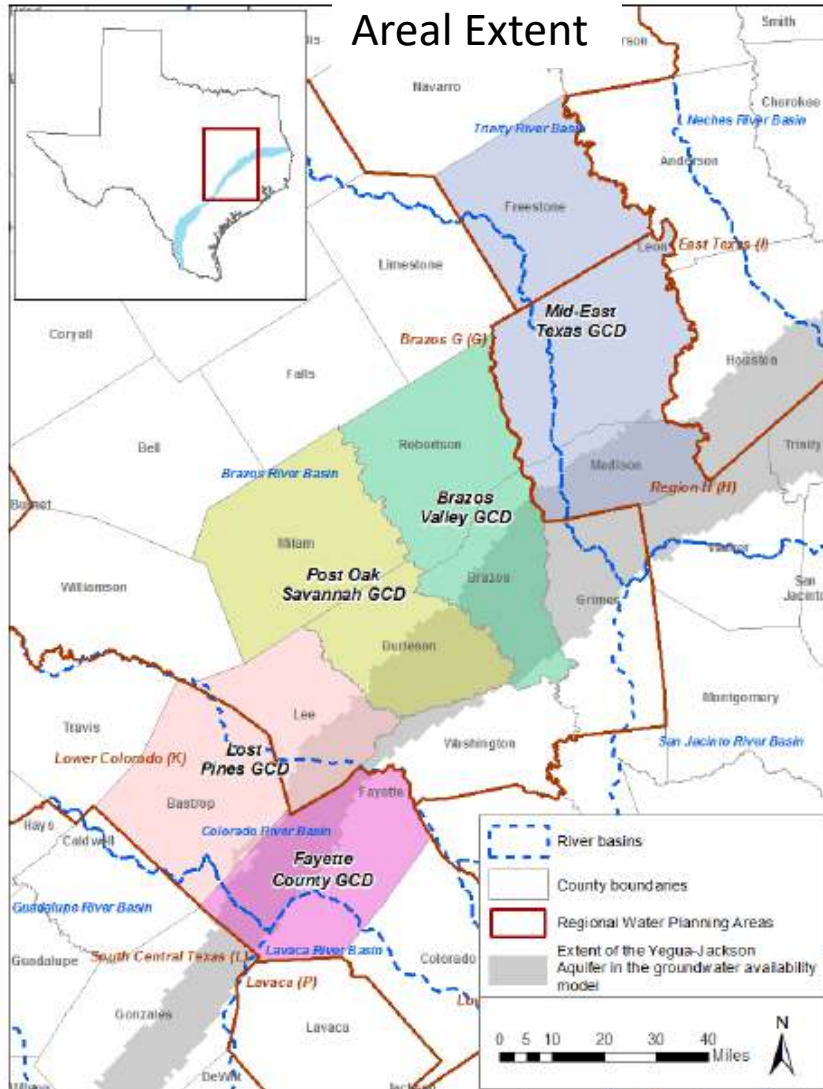 Areal Extent
Smith
Navarro
Cherokee
Trinity River Basin
Neches River Basin
Anderson
Freestone
Limestone
Leon
East Texas (I)
Mid-East
Texas GCD
Brazos G (G)
Coryell
Houston
Falls
Robertson
Bell
Trinity
Madison
Brazos River Basin
Region H (H)
Brazos
Valley GCD
Burnet
Milam
Walker
Post Oak
Savannah GCD
Brazos
San
Jacinto
Williamson
Grimes
Burleson
Montgomery
Lee
Travis
Washington
San Jacinto River Basin
Lower Colorado (K)
Lost
Pines GCD
Fayette
Bastrop
Hays
Colorado River Basin
Caldwell
Fayette
County GCD
Guadalupe River Basin
South Central Texas (L)
Lavaca River Basin
Colorado
Guadalupe
Lavaca (P)
Gonzales
Lavaca
DeWitt
Jackson
River basins
County boundaries
Regional Water Planning Areas
Extent of the Yegua-Jackson
Aquifer in the groundwater availability
model
N
0 5 10 20 30 40
Miles